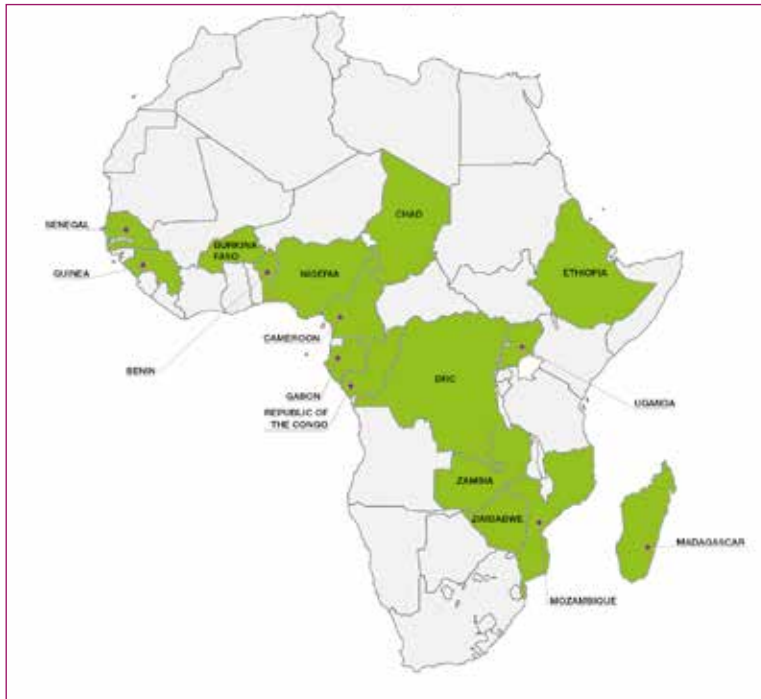 CHAD
SENEGAL
BURKINA
FASO
NIGERIA
GUINEA
ETHIOPIA
CAMEROON
BENIN
DRC
GABON
UGANDA
REPUBLIC OF
THE CONGO
ZAMBIA
ZIMBABWE
MADAGASCAR
MOZAMBIQUE